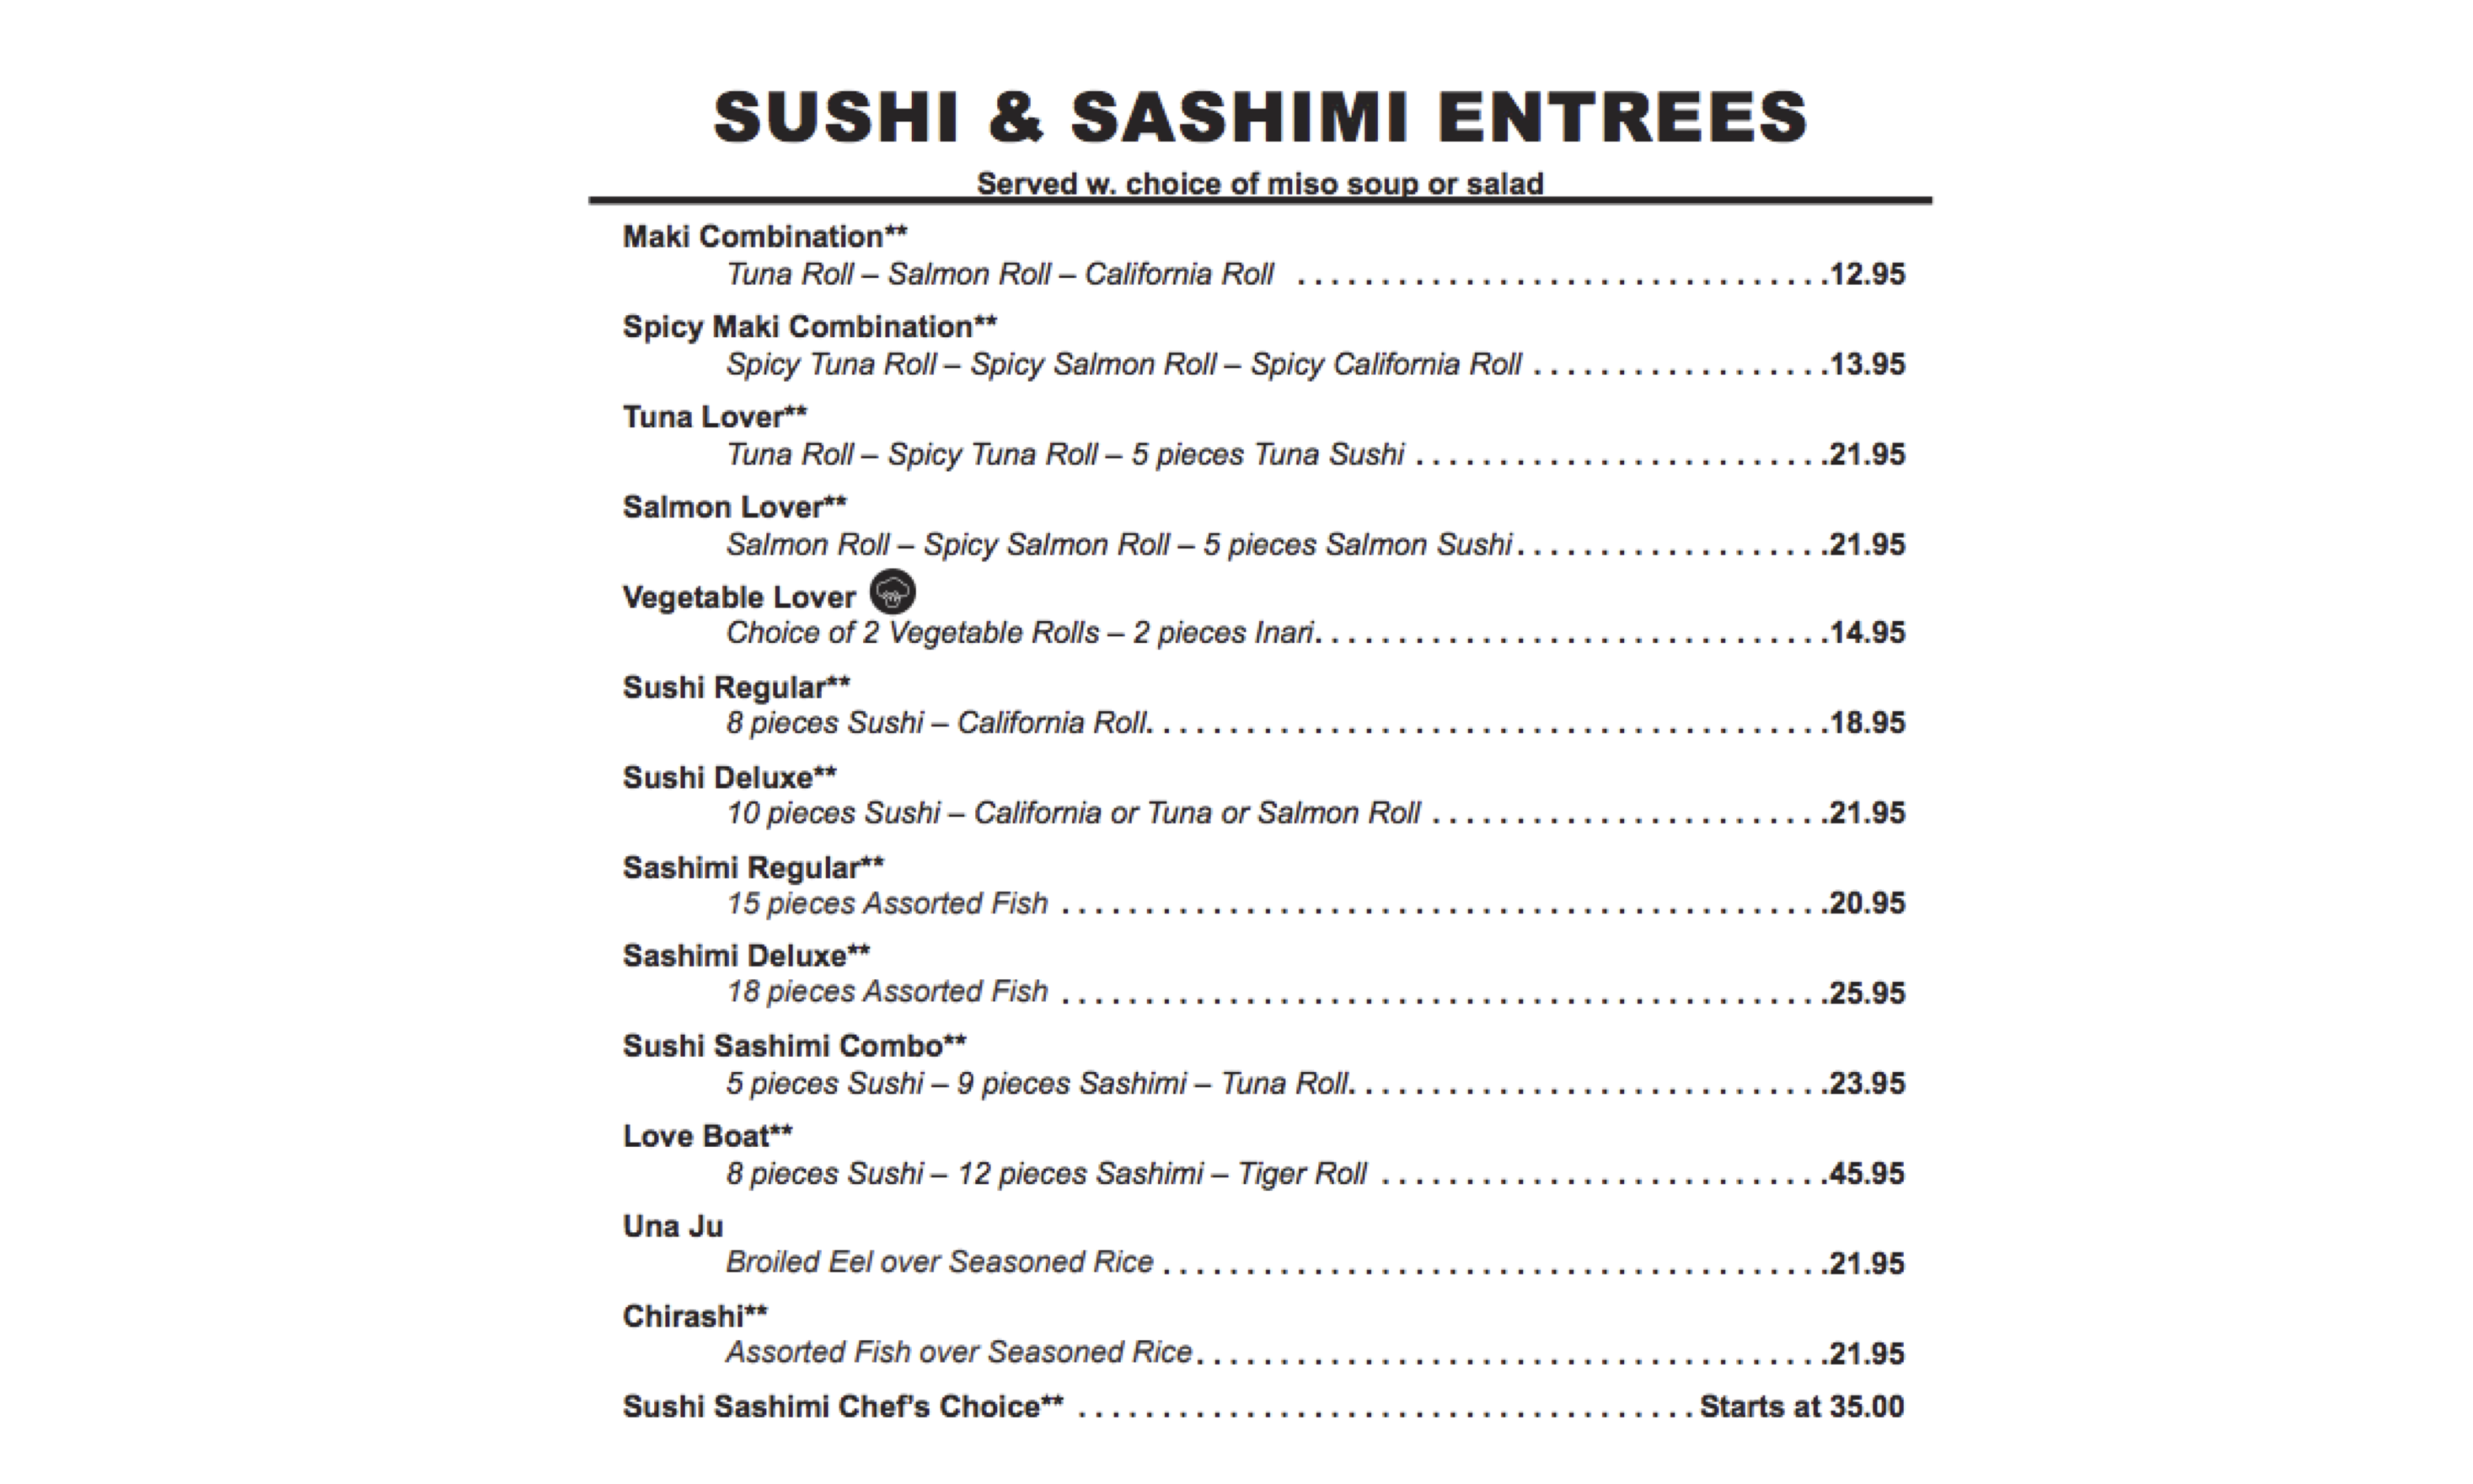 SUSHI & SASHIMI ENTREES
Served w. choice of miso soup or salad
Maki Combination**
Tuna Roll – Salmon Roll – California Roll ................................12.95
Spicy Maki Combination**
Spicy Tuna Roll – Spicy Salmon Roll – Spicy California Roll ..................13.95
Tuna Lover**
Tuna Roll – Spicy Tuna Roll – 5 pieces Tuna Sushi .........................21.95
Salmon Lover**
Salmon Roll – Spicy Salmon Roll – 5 pieces Salmon Sushi...................21.95
Vegetable Lover
Choice of 2 Vegetable Rolls – 2 pieces Inari...............................14.95
Sushi Regular**
8 pieces Sushi – California Roll.........................................18.95
Sushi Deluxe**
10 pieces Sushi – California or Tuna or Salmon Roll ........................21.95
Sashimi Regular**
15 pieces Assorted Fish ..............................................20.95
Sashimi Deluxe**
18 pieces Assorted Fish ..............................................25.95
Sushi Sashimi Combo**
5 pieces Sushi – 9 pieces Sashimi – Tuna Roll.............................23.95
Love Boat**
8 pieces Sushi – 12 pieces Sashimi – Tiger Roll ...........................45.95
Una Ju
Broiled Eel over Seasoned Rice ........................................21.95
Chirashi**
Assorted Fish over Seasoned Rice......................................21.95
Sushi Sashimi Chef's Choice** .....................................Starts at 35.00